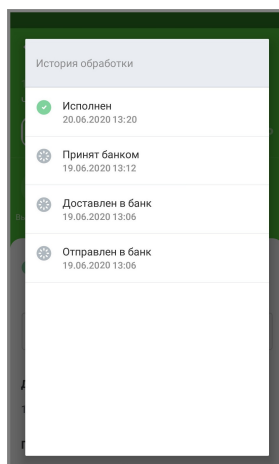 История обработки
Исполнен
20.06.2020 13:20
Принят банком
19.06.2020 13:12
Доставлен в банк
19.06.2020 13:06
Отправлен в банк
19.06.2020 13:06